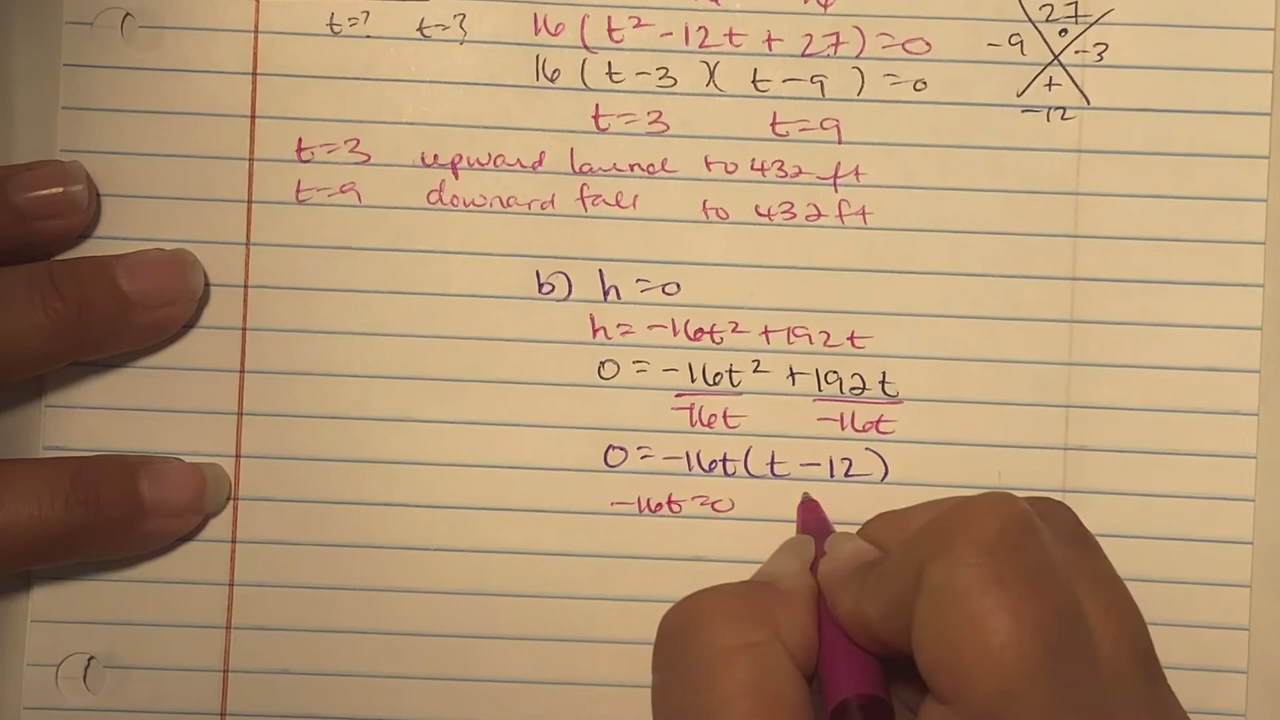 t=? t=3 16(t²-12t+27)=0
16(t-3)(t-9)=0
t=3 t=9
27
-9 -3
+
-12
t=3 upward launch to 432 ft
t=9 downard fall to 432 ft
b) h=0
h=-16t²+192t
0=-16t²+192t
-16t -16t
0=-16t(t-12)
-16t=0